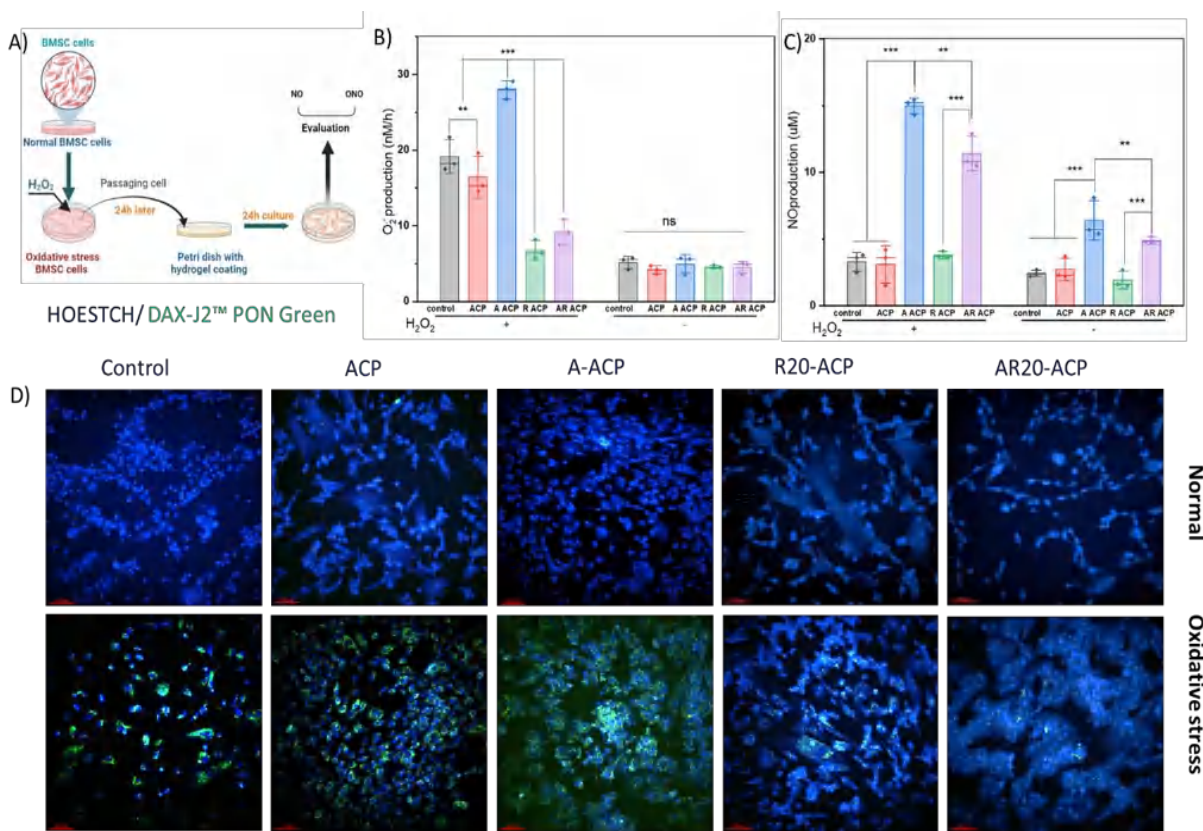 A)
BMSC cells
Normal BMSC cells
H2O2
Passaging cell
24h later
Oxidative stress
BMSC cells
Petri dish with
hydrogel coating
24h culture
Evaluation
NO
ONO
HOESTCH/ DAX-J2™ PON Green
B)
O2- production (nM/h)
30
20
10
0
***
**
ns
control
ACP
A ACP
R ACP
AR ACP
control
ACP
A ACP
R ACP
AR ACP
H2O2
+
-
C)
NOproduction (uM)
20
10
0
***
**
***
***
**
***
control
ACP
A ACP
R ACP
AR ACP
control
ACP
A ACP
R ACP
AR ACP
H2O2
+
-
D)
Control
ACP
A-ACP
R20-ACP
AR20-ACP
Normal
Oxidative stress